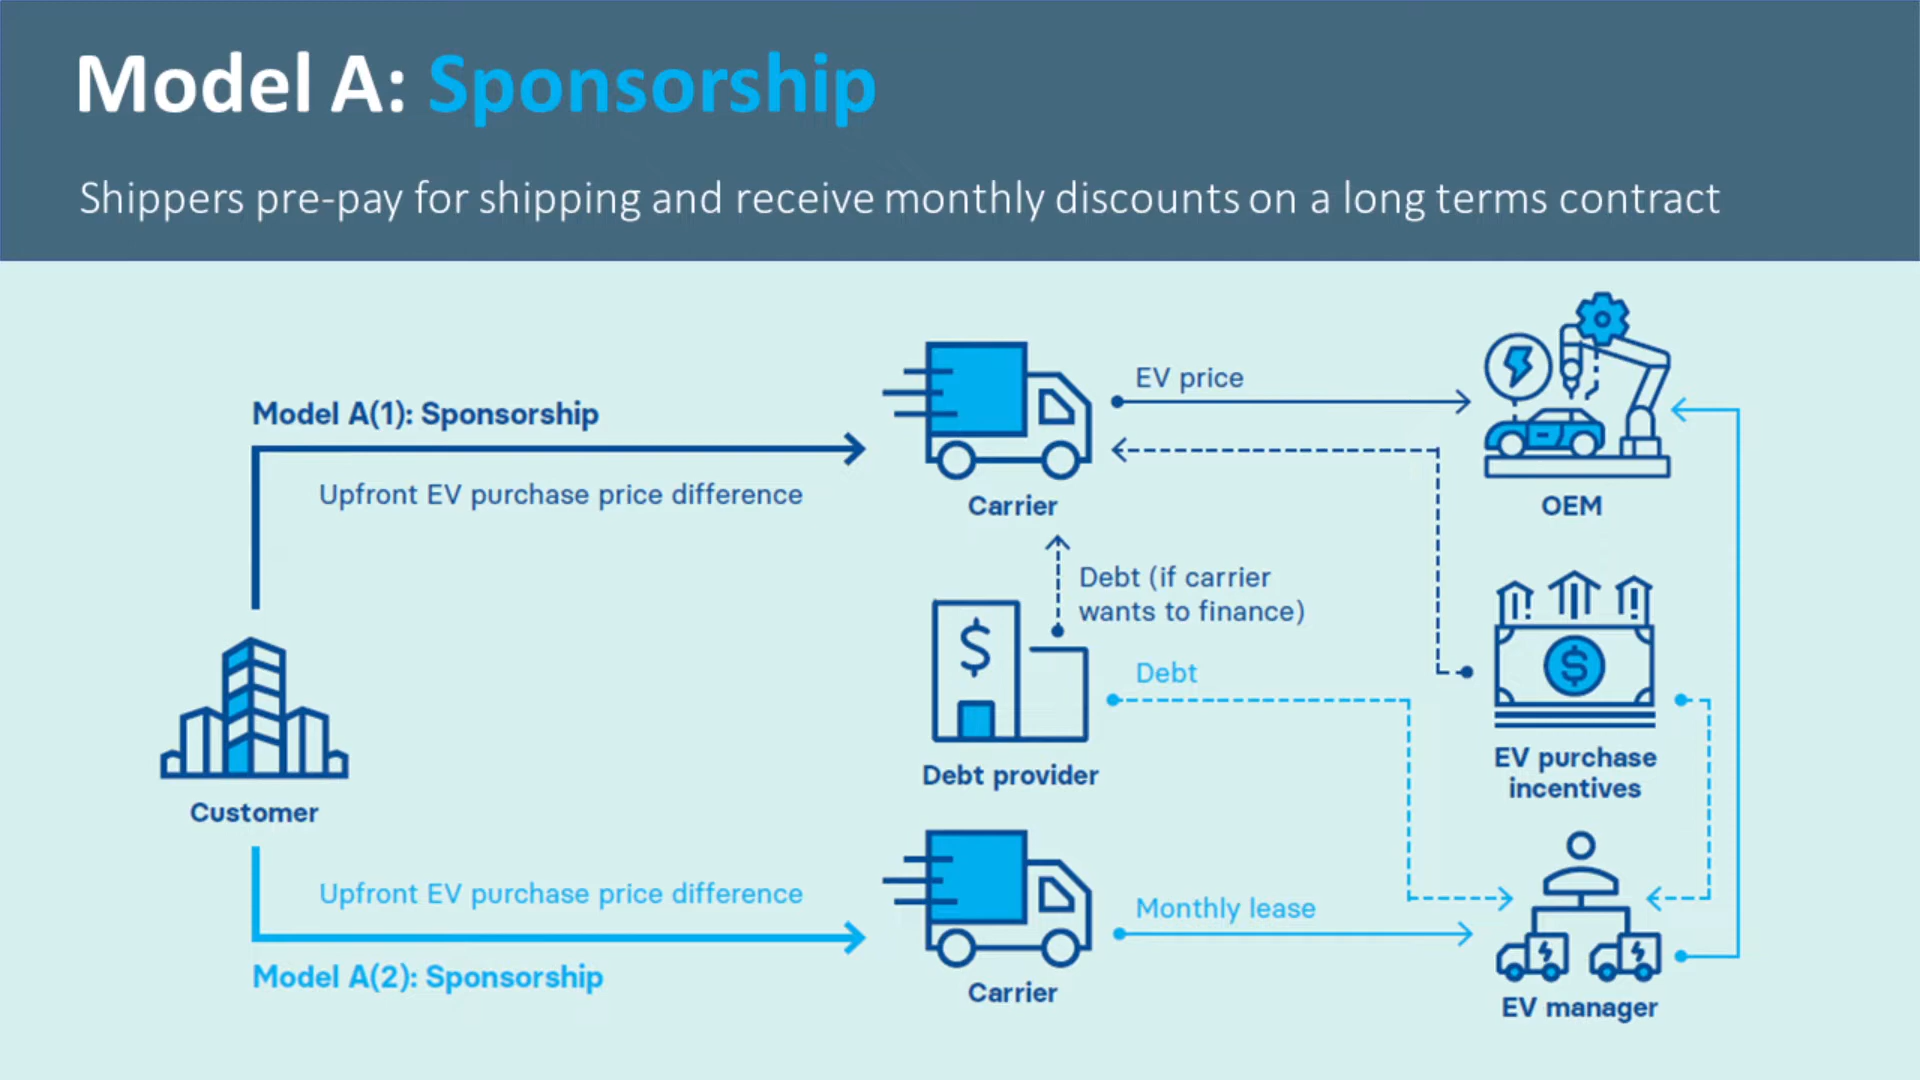 Model A: Sponsorship
Shippers pre-pay for shipping and receive monthly discounts on a long terms contract
Model A(1): Sponsorship
Upfront EV purchase price difference
Carrier
EV price
OEM
Debt (if carrier
wants to finance)
Debt
Debt provider
EV purchase
incentives
Customer
Upfront EV purchase price difference
Model A(2): Sponsorship
Carrier
Monthly lease
EV manager